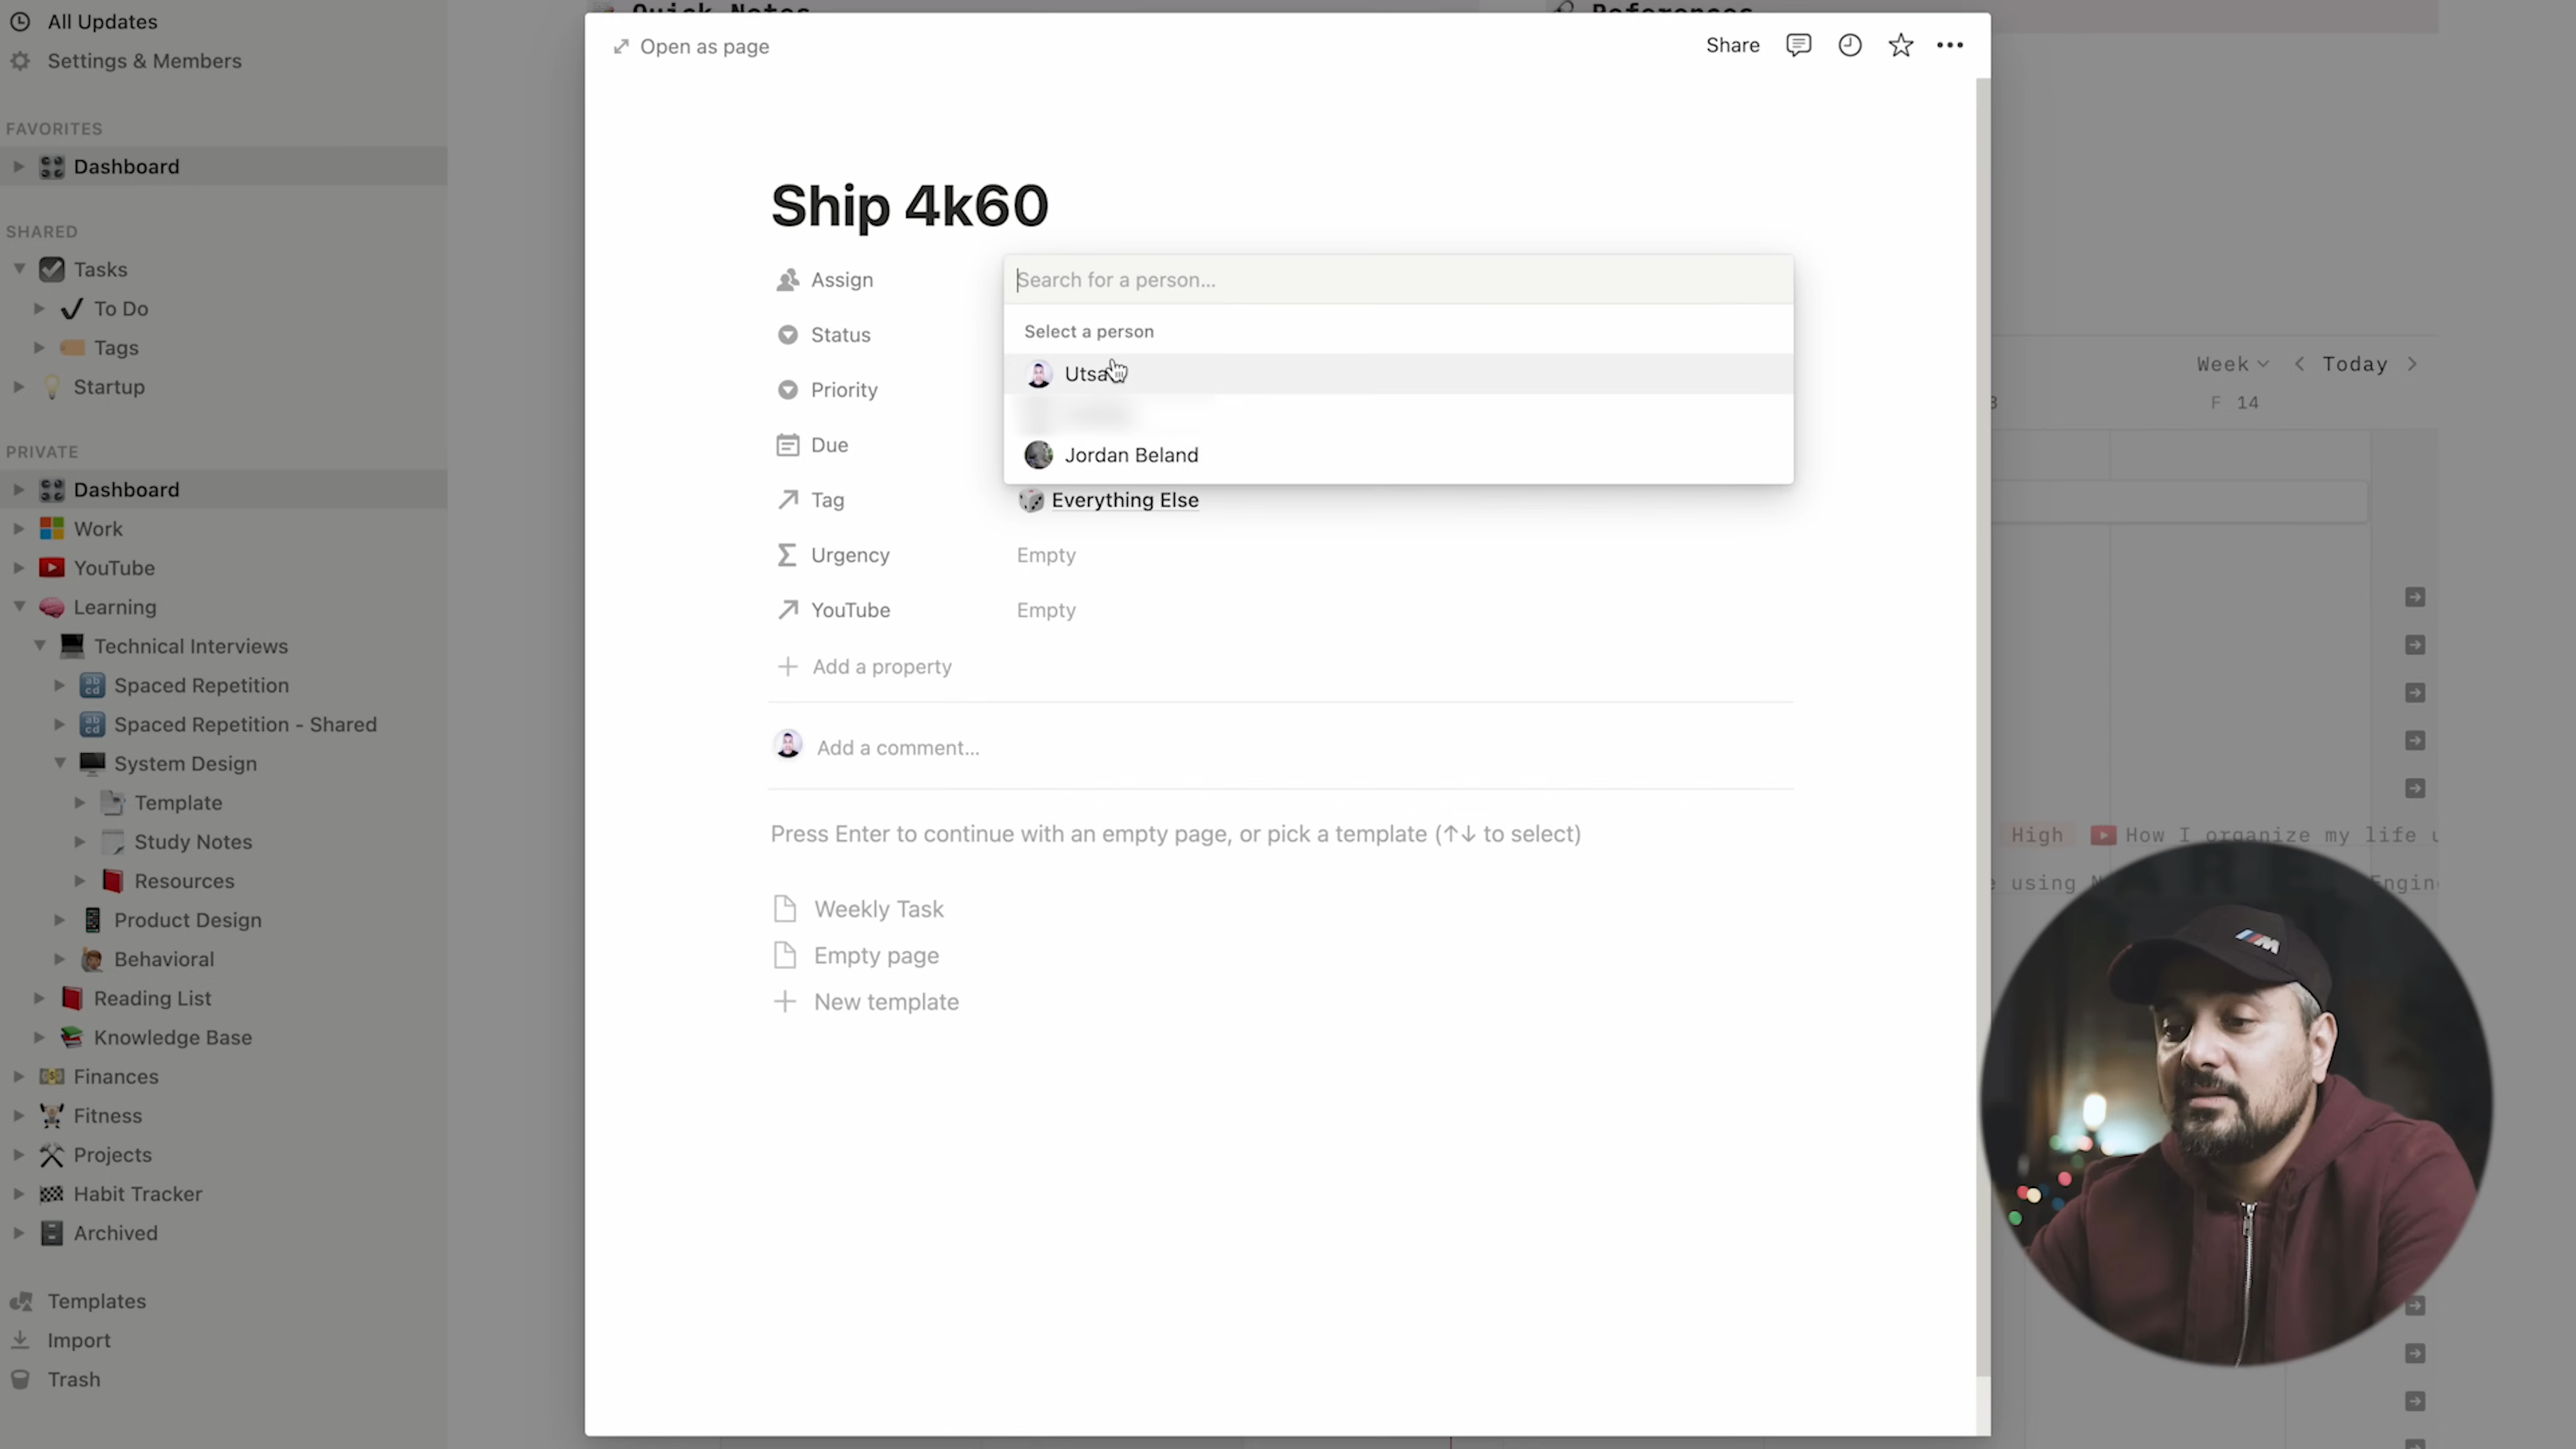 All Updates
Settings & Members
FAVORITES
Dashboard
SHARED
Tasks
To Do
Tags
Startup
PRIVATE
Dashboard
Work
YouTube
Learning
Technical Interviews
Spaced Repetition
Spaced Repetition - Shared
System Design
Template
Study Notes
Resources
Product Design
Behavioral
Reading List
Knowledge Base
Finances
Fitness
Projects
Habit Tracker
Archived
Templates
Import
Trash
Quick Notes
References
Open as page
Share
Ship 4k60
Assign
Search for a person...
Select a person
Jordan Beland
Status
Priority
Due
Tag
Everything Else
Urgency
Empty
YouTube
Empty
Add a property
Add a comment...
Press Enter to continue with an empty page, or pick a template (↑↓ to select)
Weekly Task
Empty page
New template
Week
Today
F 14
High
How I organize my life
using